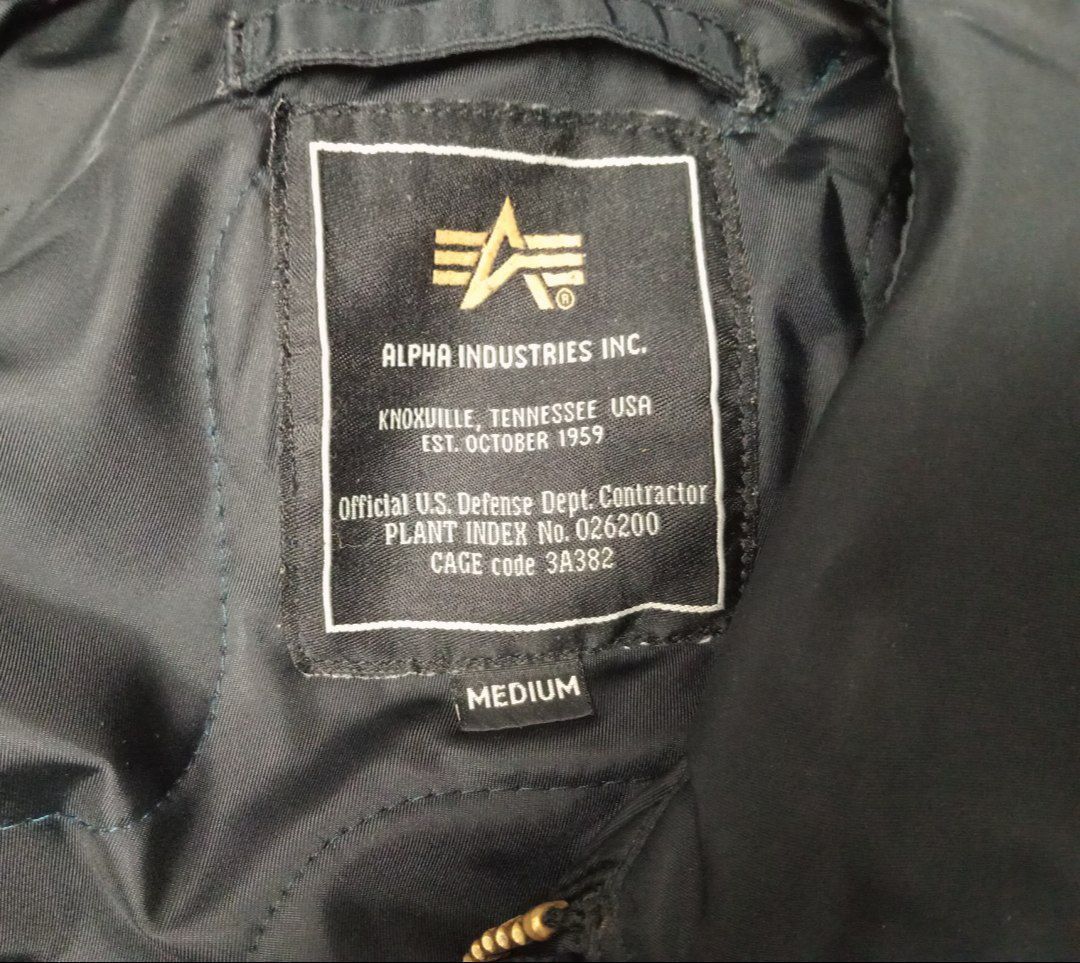 ®
ALPHA INDUSTRIES INC.
KNOXVILLE, TENNESSEE USA
EST. OCTOBER 1959
Official U.S. Defense Dept. Contractor
PLANT INDEX No. 026200
CAGE code 3A382
MEDIUM